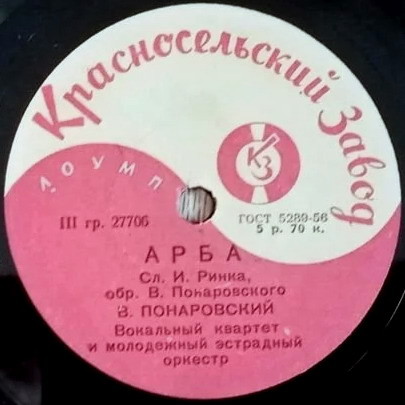 Красносельский Завод
МОУМП
КЗ
III гр. 27706
ГОСТ 5289-56
5 р. 70 к.
АРБА
Сл. И. Ринка,
обр. В. Понаровского
В. ПОНАРОВСКИЙ
Вокальный квартет
и молодежный эстрадный
оркестр